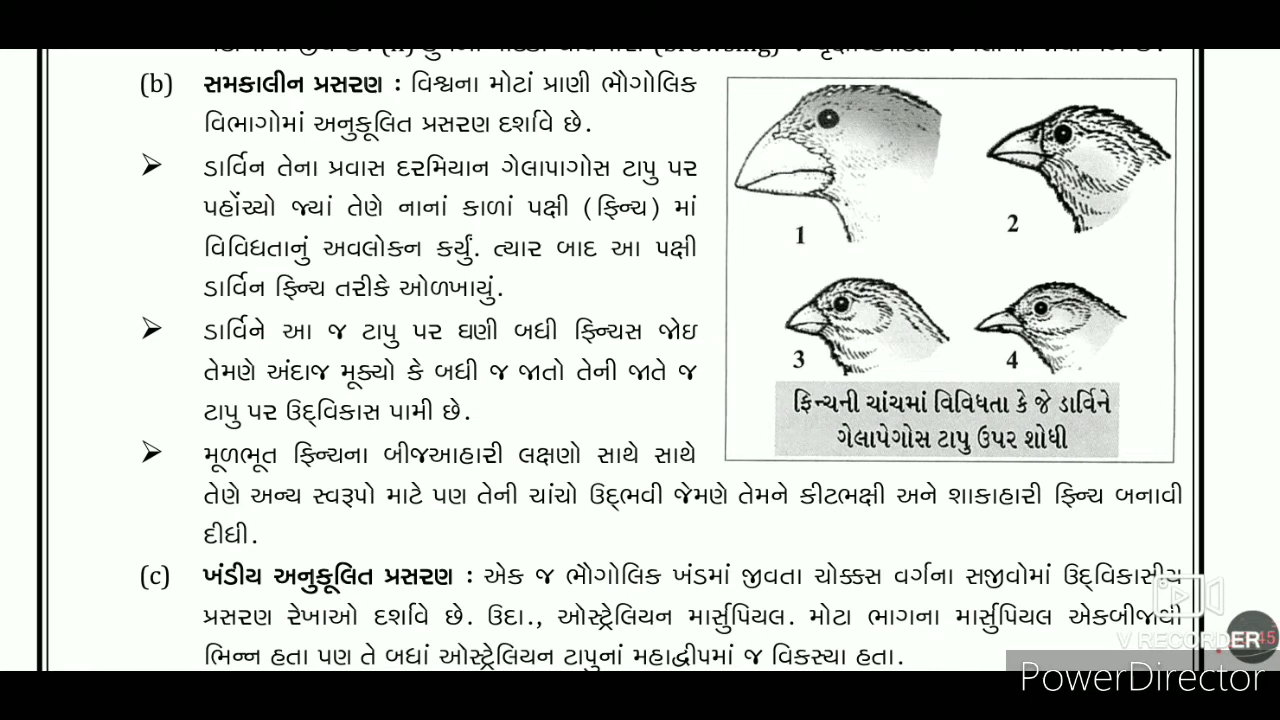 (b) સમકાલીન પ્રસરણ : વિશ્વના મોટાં પ્રાણી ભૌગોલિક
વિભાગોમાં અનુકૂલિત પ્રસરણ દર્શાવે છે.
➢ ડાર્વિન તેના પ્રવાસ દરમિયાન ગેલાપાગોસ ટાપુ પર
પહોંચ્યો જ્યાં તેણે નાનાં કાળાં પક્ષી (ફિન્ચ) માં
વિવિધતાનું અવલોકન કર્યું. ત્યાર બાદ આ પક્ષી
ડાર્વિન ફિન્ચ તરીકે ઓળખાયું.
➢ ડાર્વિને આ જ ટાપુ પર ઘણી બધી ફિન્ચિસ જોઇ
તેમણે અંદાજ મૂક્યો કે બધી જ જાતો તેની જાતે જ
ટાપુ પર ઉદ્‌વિકાસ પામી છે.
➢ મૂળભૂત ફિન્ચના બીજઆહારી લક્ષણો સાથે સાથે
તેણે અન્ય સ્વરૂપો માટે પણ તેની ચાંચો ઉદ્‌ભવી જેમણે તેમને કીટભક્ષી અને શાકાહારી ફિન્ચ બનાવી
દીધી.
1
2
3
4
ફિન્ચની ચાંચમાં વિવિધતા કે જે ડાર્વિને
ગેલાપેગોસ ટાપુ ઉપર શોધી
(c) ખંડીય અનુકૂલિત પ્રસરણ : એક જ ભૌગોલિક ખંડમાં જીવતા ચોક્કસ વર્ગના સજીવોમાં ઉદ્‌વિકાસીય
પ્રસરણ રેખાઓ દર્શાવે છે. ઉદા., ઓસ્ટ્રેલિયન માર્સુપિયલ. મોટા ભાગના માર્સુપિયલ એકબીજાથી
ભિન્ન હતા પણ તે બધાં ઓસ્ટ્રેલિયન ટાપુનાં મહાદ્વીપમાં જ વિકસ્યા હતા.
V RECORDER
PowerDirector